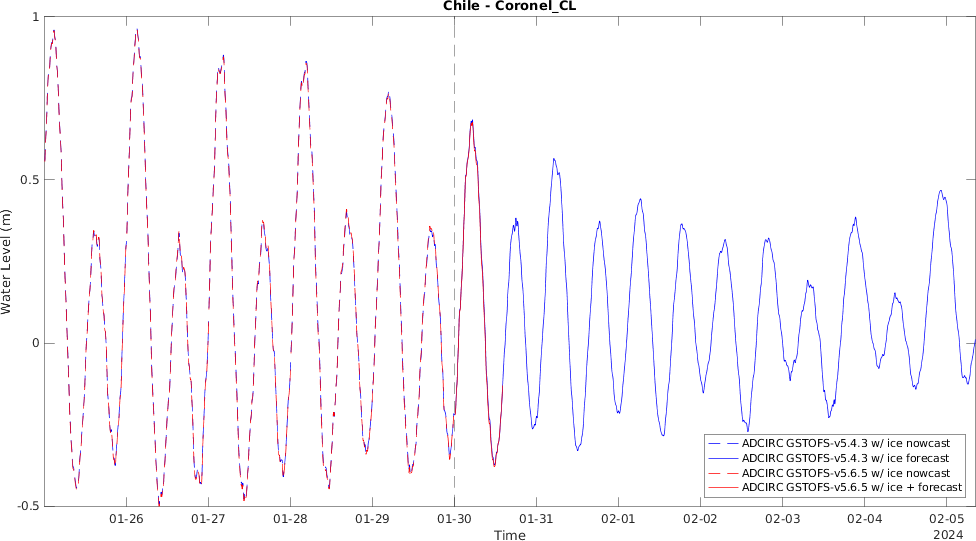 Chile - Coronel_CL
Water Level (m)
1
0.5
0
-0.5
01-26
01-27
01-28
01-29
01-30
01-31
02-01
02-02
02-03
02-04
02-05
2024
Time
ADCIRC GSTOFS-v5.4.3 w/ ice nowcast
ADCIRC GSTOFS-v5.4.3 w/ ice forecast
ADCIRC GSTOFS-v5.6.5 w/ ice nowcast
ADCIRC GSTOFS-v5.6.5 w/ ice + forecast